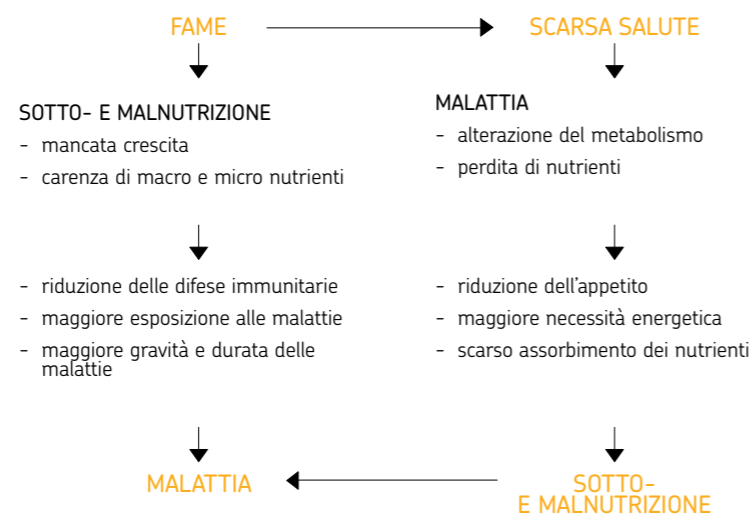 FAME
SCARSA SALUTE
SOTTO- E MALNUTRIZIONE
- mancata crescita
- carenza di macro e micro nutrienti
MALATTIA
- alterazione del metabolismo
- perdita di nutrienti
- riduzione delle difese immunitarie
- maggiore esposizione alle malattie
- maggiore gravità e durata delle
malattie
- riduzione dell'appetito
- maggiore necessità energetica
- scarso assorbimento dei nutrienti
MALATTIA
SOTTO-
E MALNUTRIZIONE